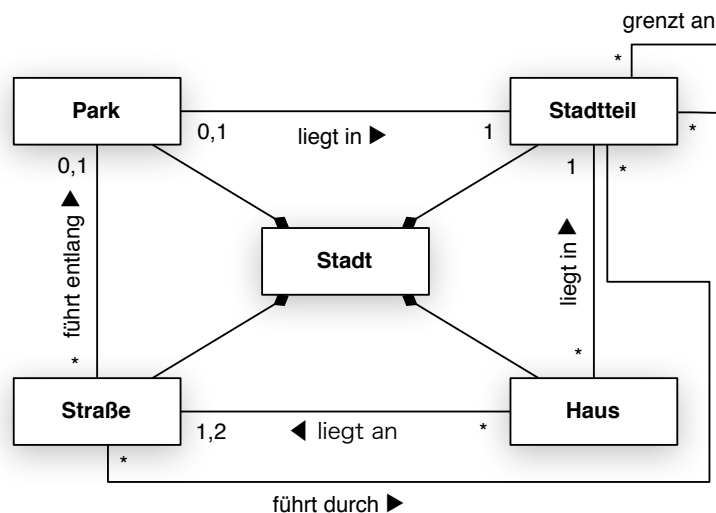 grenzt an
*
Park
Stadtteil
0,1
liegt in ▶
1
*
0,1
1
*
führt entlang ▶
Stadt
liegt in ▶
*
*
Straße
Haus
1,2
◀ liegt an
*
*
führt durch ▶